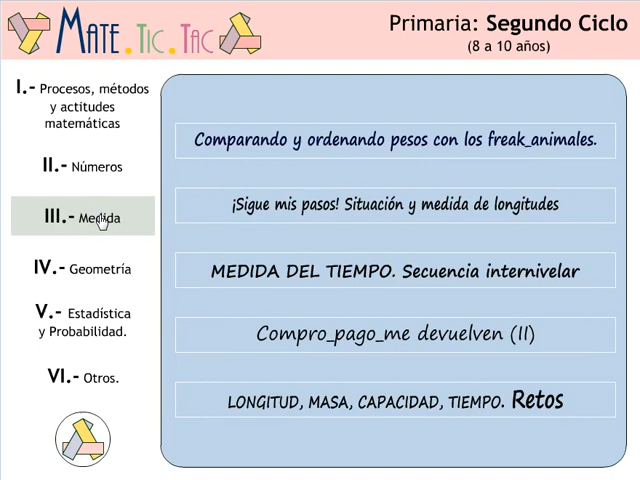 MATE.TIC.TAC
Primaria: Segundo Ciclo
(8 a 10 años)
I.- Procesos, métodos
y actitudes
matemáticas
II.- Números
III.- Medida
IV.- Geometría
V.- Estadística
y Probabilidad.
VI.- Otros.
Comparando y ordenando pesos con los freak_animales.
¡Sigue mis pasos! Situación y medida de longitudes
MEDIDA DEL TIEMPO. Secuencia internivelar
Compro_pago_me devuelven (II)
LONGITUD, MASA, CAPACIDAD, TIEMPO. Retos